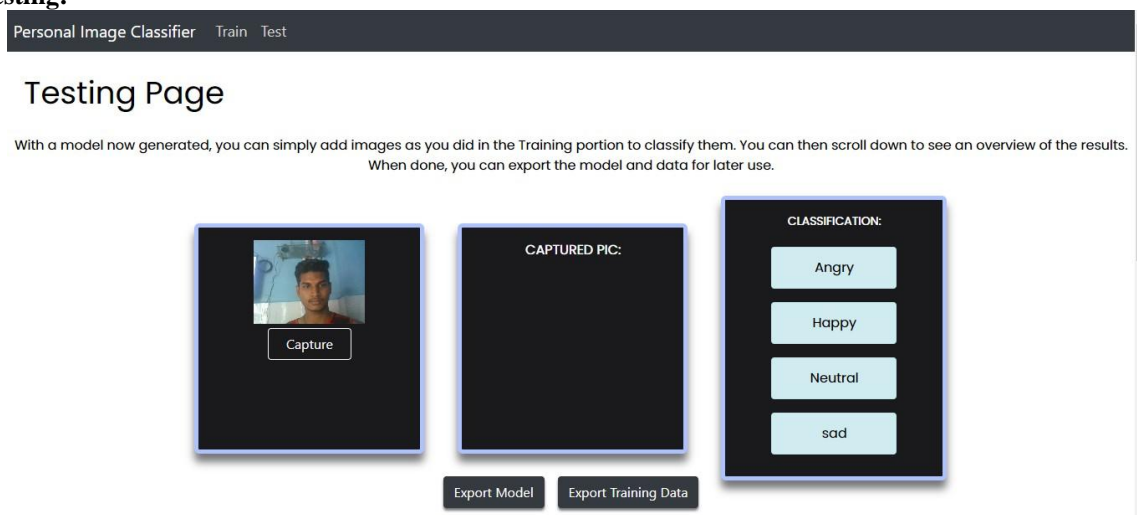 Personal Image Classifier Train Test
Testing Page
With a model now generated, you can simply add images as you did in the Training portion to classify them. You can then scroll down to see an overview of the results.
When done, you can export the model and data for later use.
Capture
CAPTURED PIC:
CLASSIFICATION:
Angry
Happy
Neutral
sad
Export Model Export Training Data